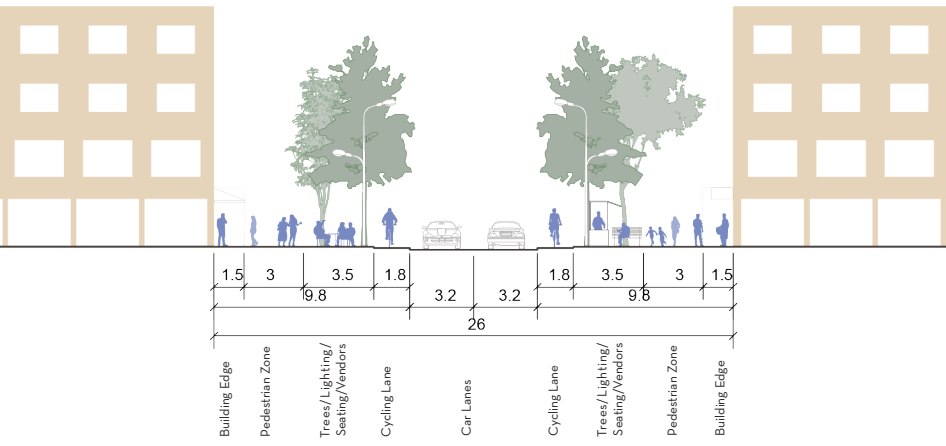 1.5 3 3.5 1.8 1.8 3.5 3 1.5
9.8 3.2 3.2 9.8
26
Building Edge
Pedestrian Zone
Trees/Lighting/
Seating/Vendors
Cycling Lane
Car Lanes
Cycling Lane
Trees/Lighting/
Seating/Vendors
Pedestrian Zone
Building Edge